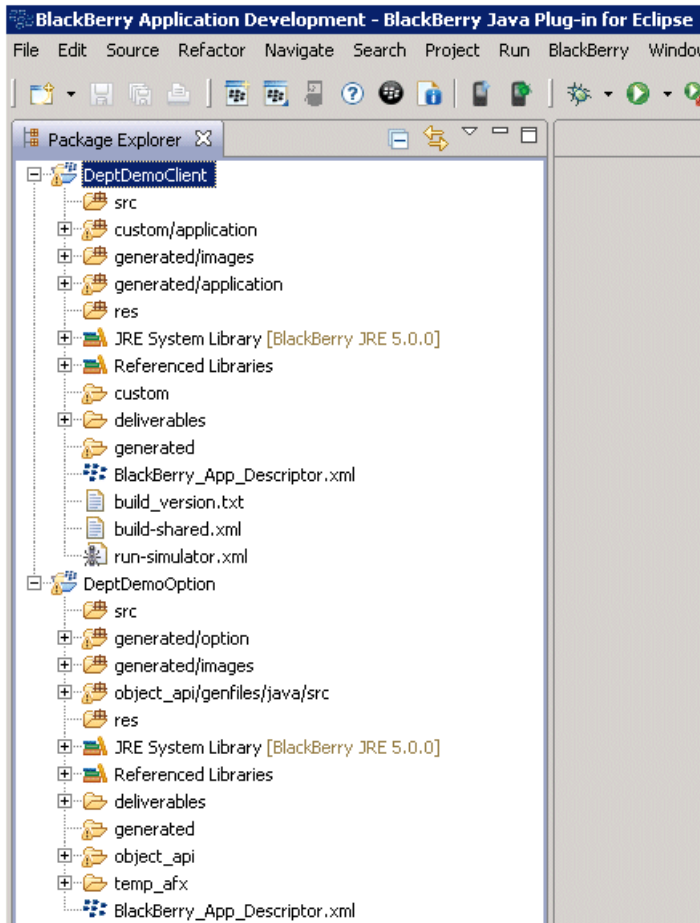 BlackBerry Application Development - BlackBerry Java Plug-in for Eclipse
File Edit Source Refactor Navigate Search Project Run BlackBerry Window
Package Explorer
DeptDemoClient
src
custom/application
generated/images
generated/application
res
JRE System Library [BlackBerry JRE 5.0.0]
Referenced Libraries
custom
deliverables
generated
BlackBerry_App_Descriptor.xml
build_version.txt
build-shared.xml
run-simulator.xml
DeptDemoOption
src
generated/option
generated/images
object_api/genfiles/java/src
res
JRE System Library [BlackBerry JRE 5.0.0]
Referenced Libraries
deliverables
generated
object_api
temp_afx
BlackBerry_App_Descriptor.xml